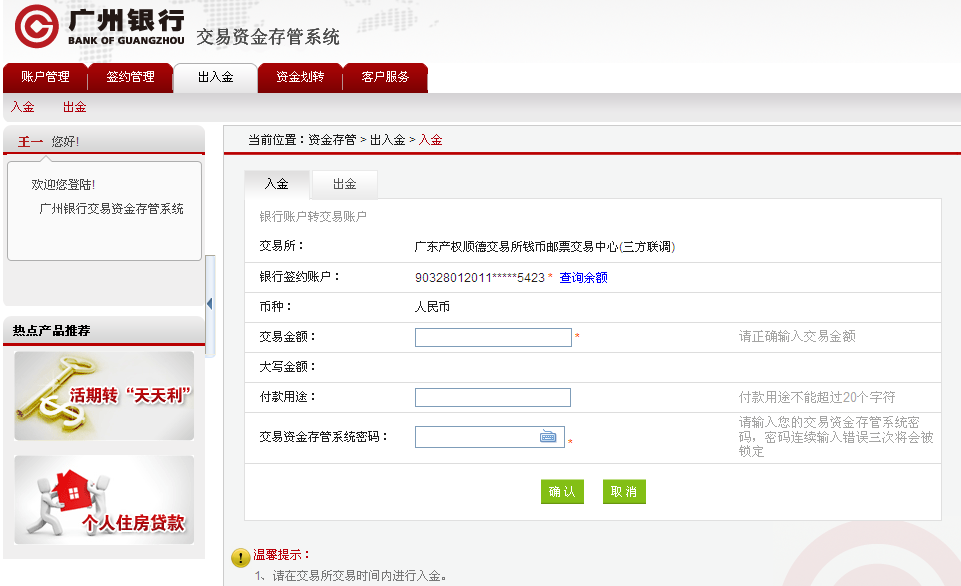 广州银行
BANK OF GUANGZHOU
交易资金存管系统
账户管理 签约管理 出入金 资金划转 客户服务
入金 出金
王一 您好!
欢迎您登陆!
广州银行交易资金存管系统
热点产品推荐
活期转“天天利”
个人住房贷款
当前位置：资金存管 > 出入金 > 入金
入金 出金
银行账户转交易账户
交易所： 广东产权顺德交易所钱币邮票交易中心(三方联调)
银行签约账户： 90328012011*****5423 * 查询余额
币种： 人民币
交易金额： * 请正确输入交易金额
大写金额：
付款用途： 付款用途不能超过20个字符
交易资金存管系统密码： * 请输入您的交易资金存管系统密
码，密码连续输入错误三次将会被
锁定
确认 取消
! 温馨提示：
1、请在交易所交易时间内进行入金。